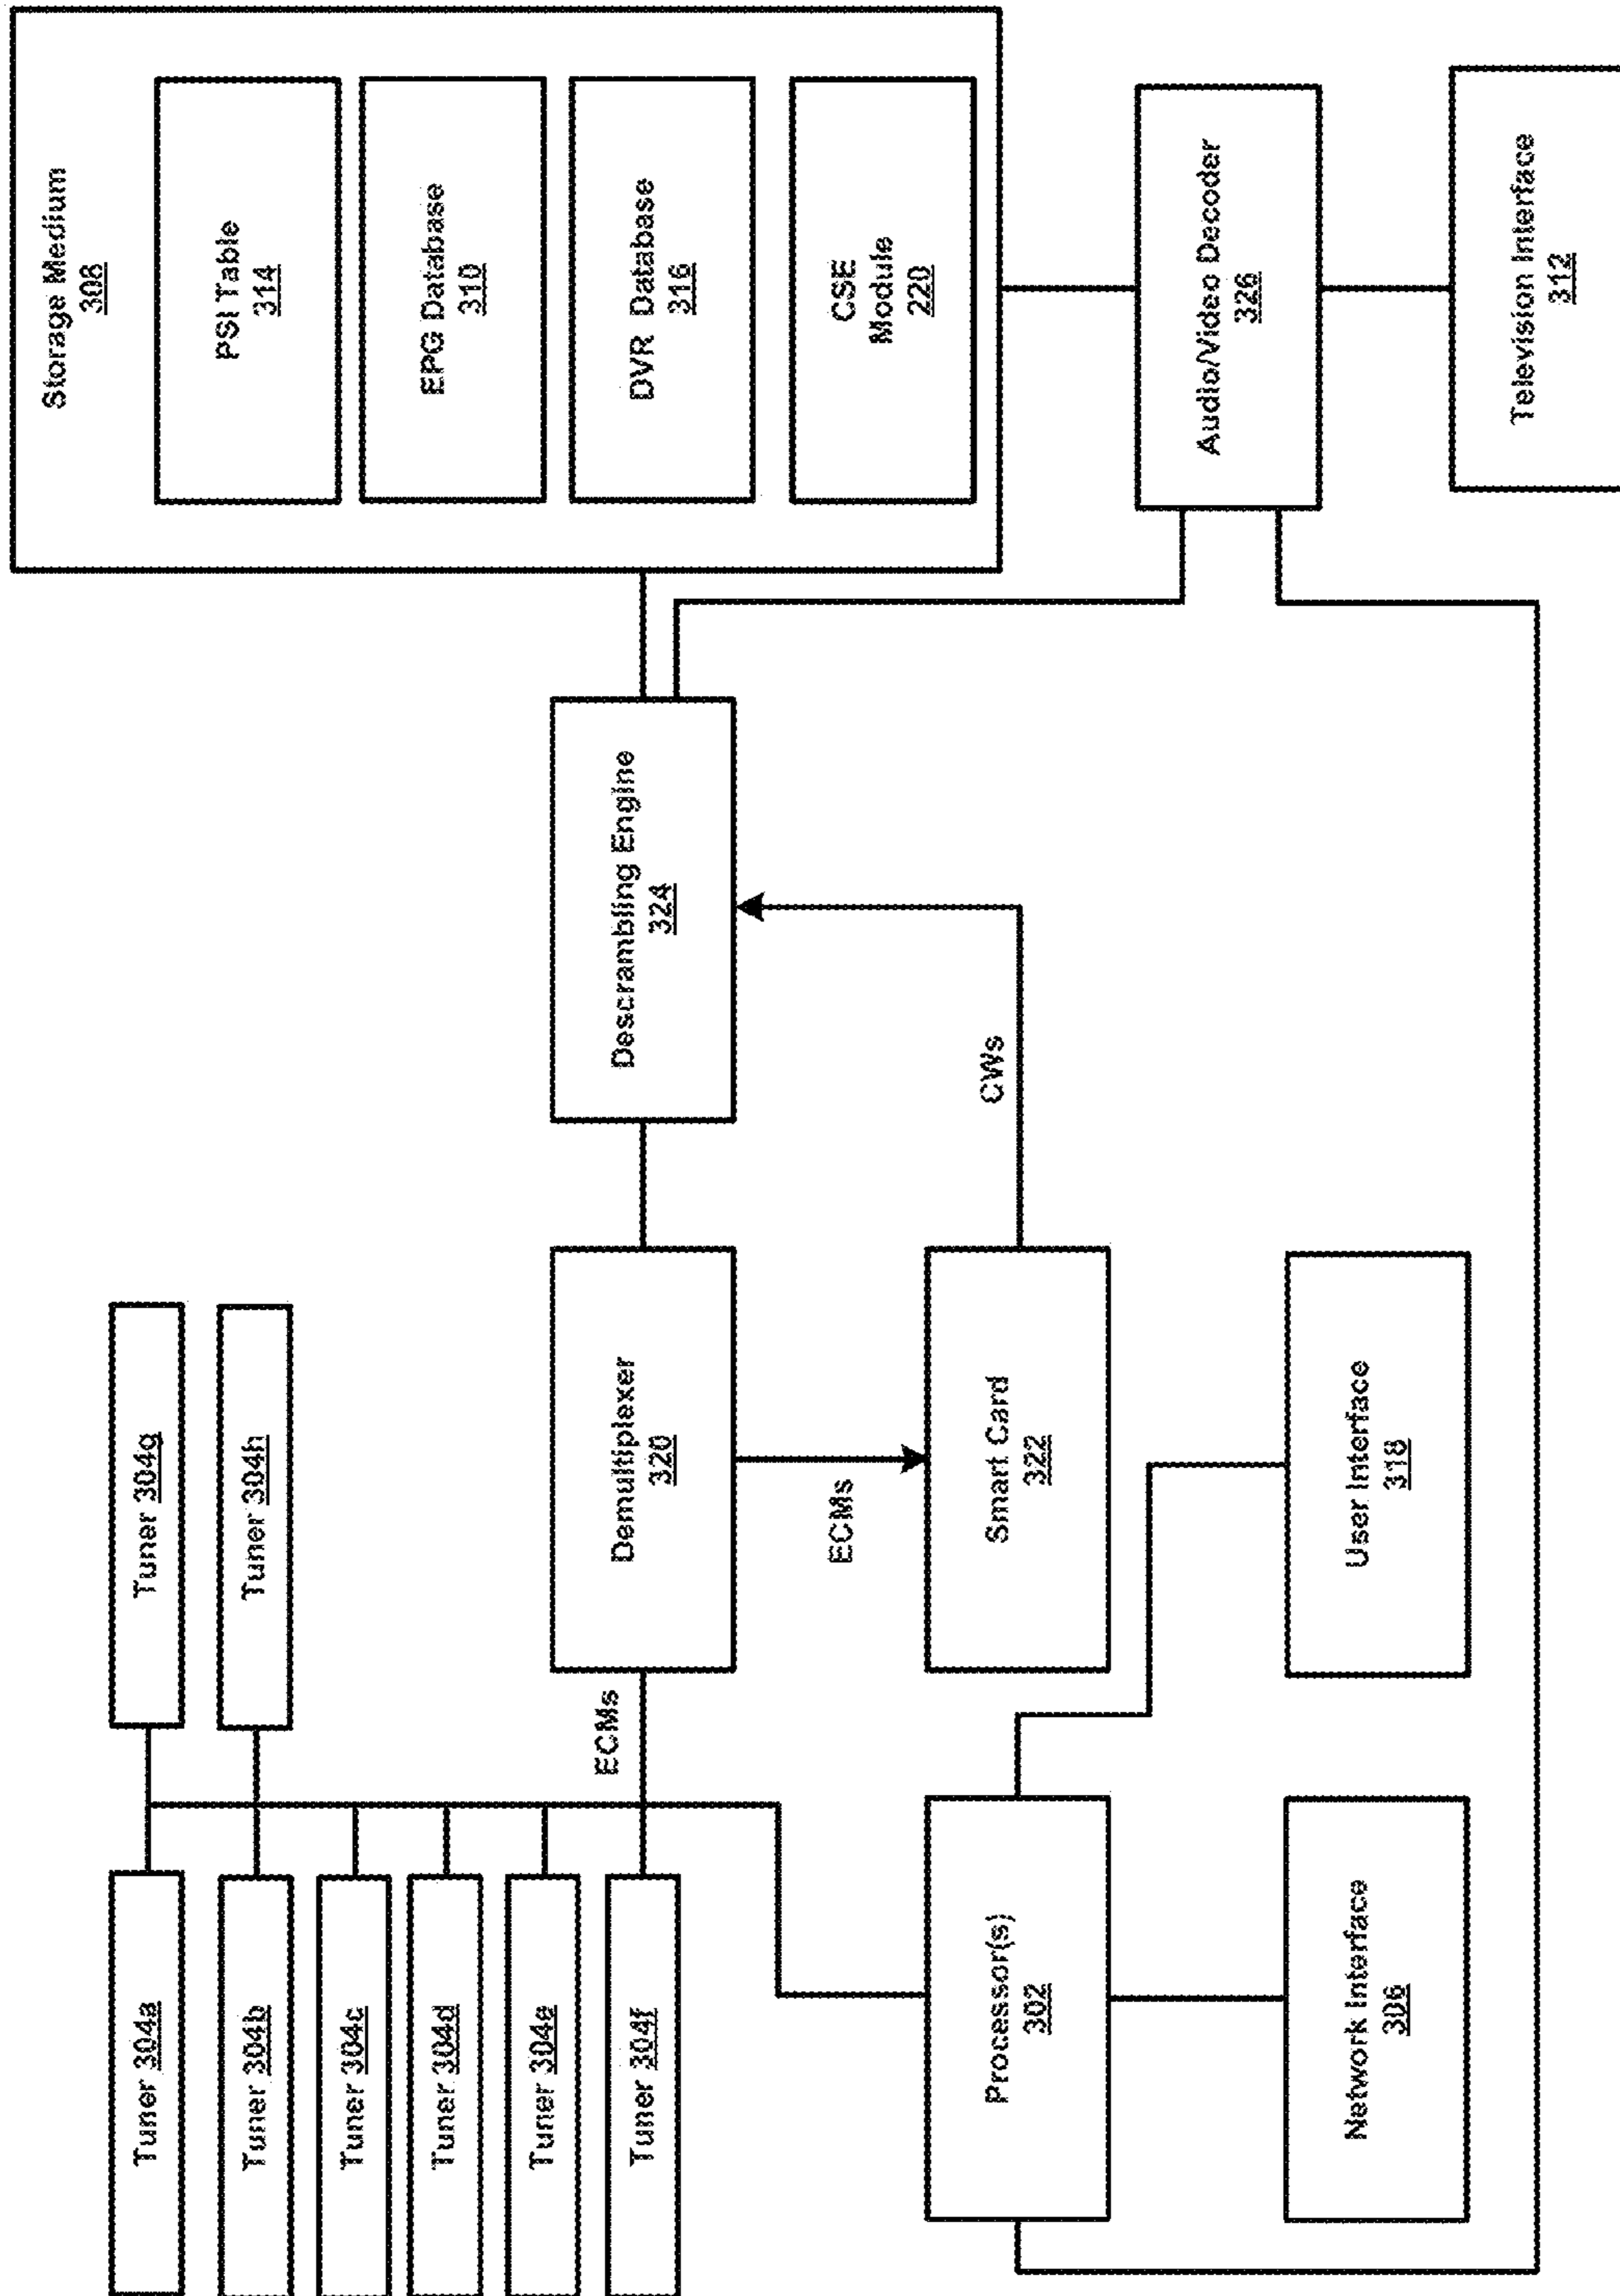 Tuner 304a
Tuner 304b
Tuner 304c
Tuner 304d
Tuner 304e
Tuner 304f
Tuner 304g
Tuner 304h
ECMs
Demultiplexer
320
ECMs
Smart Card
322
CWs
Descrambling Engine
324
Storage Medium
308
PSI Table
314
EPG Database
310
DVR Database
316
CSE
Module
220
Processor(s)
302
User Interface
318
Network Interface
306
Audio/Video Decoder
326
Television Interface
312